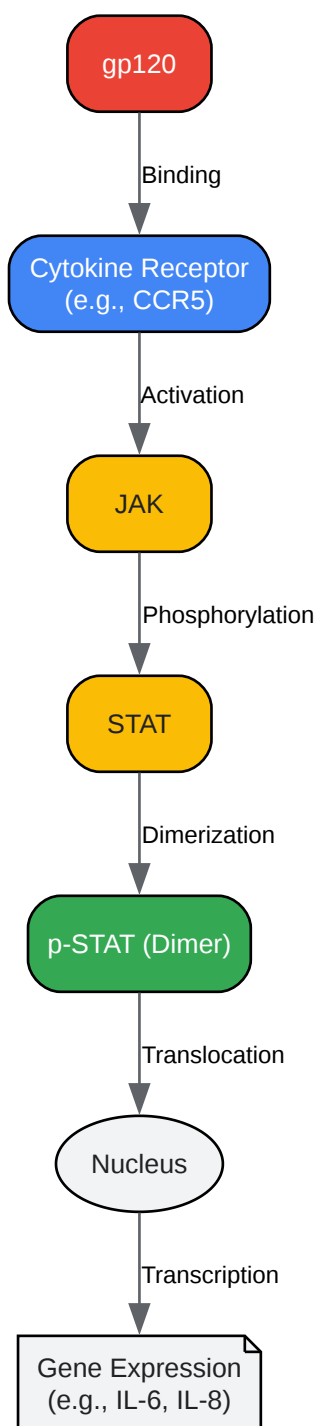 gp120
Binding
Cytokine Receptor
(e.g., CCR5)
Activation
JAK
Phosphorylation
STAT
Dimerization
p-STAT (Dimer)
Translocation
Nucleus
Transcription
Gene Expression
(e.g., IL-6, IL-8)